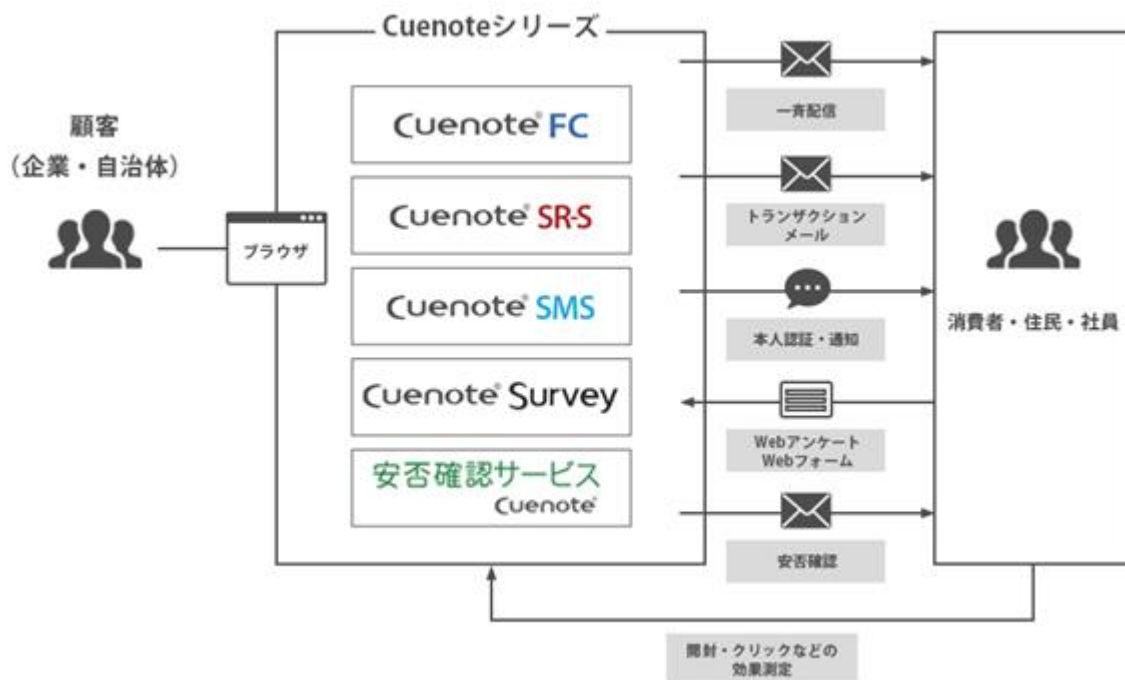 Cuenoteシリーズ
顧客
（企業・自治体）
ブラウザ
Cuenote® FC
Cuenote® SR-S
Cuenote® SMS
Cuenote® Survey
安否確認サービス
Cuenote®
一斉配信
トランザクション
メール
本人認証・通知
Webアンケート
Webフォーム
安否確認
消費者・住民・社員
開封・クリックなどの
効果測定